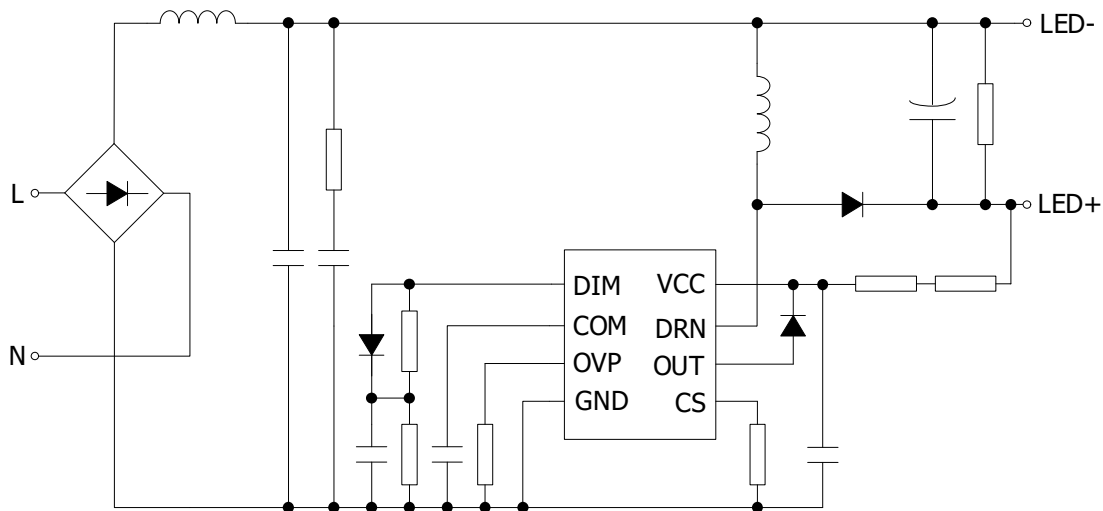 LED-
L
LED+
DIM VCC
COM DRN
N
OVP OUT
GND CS